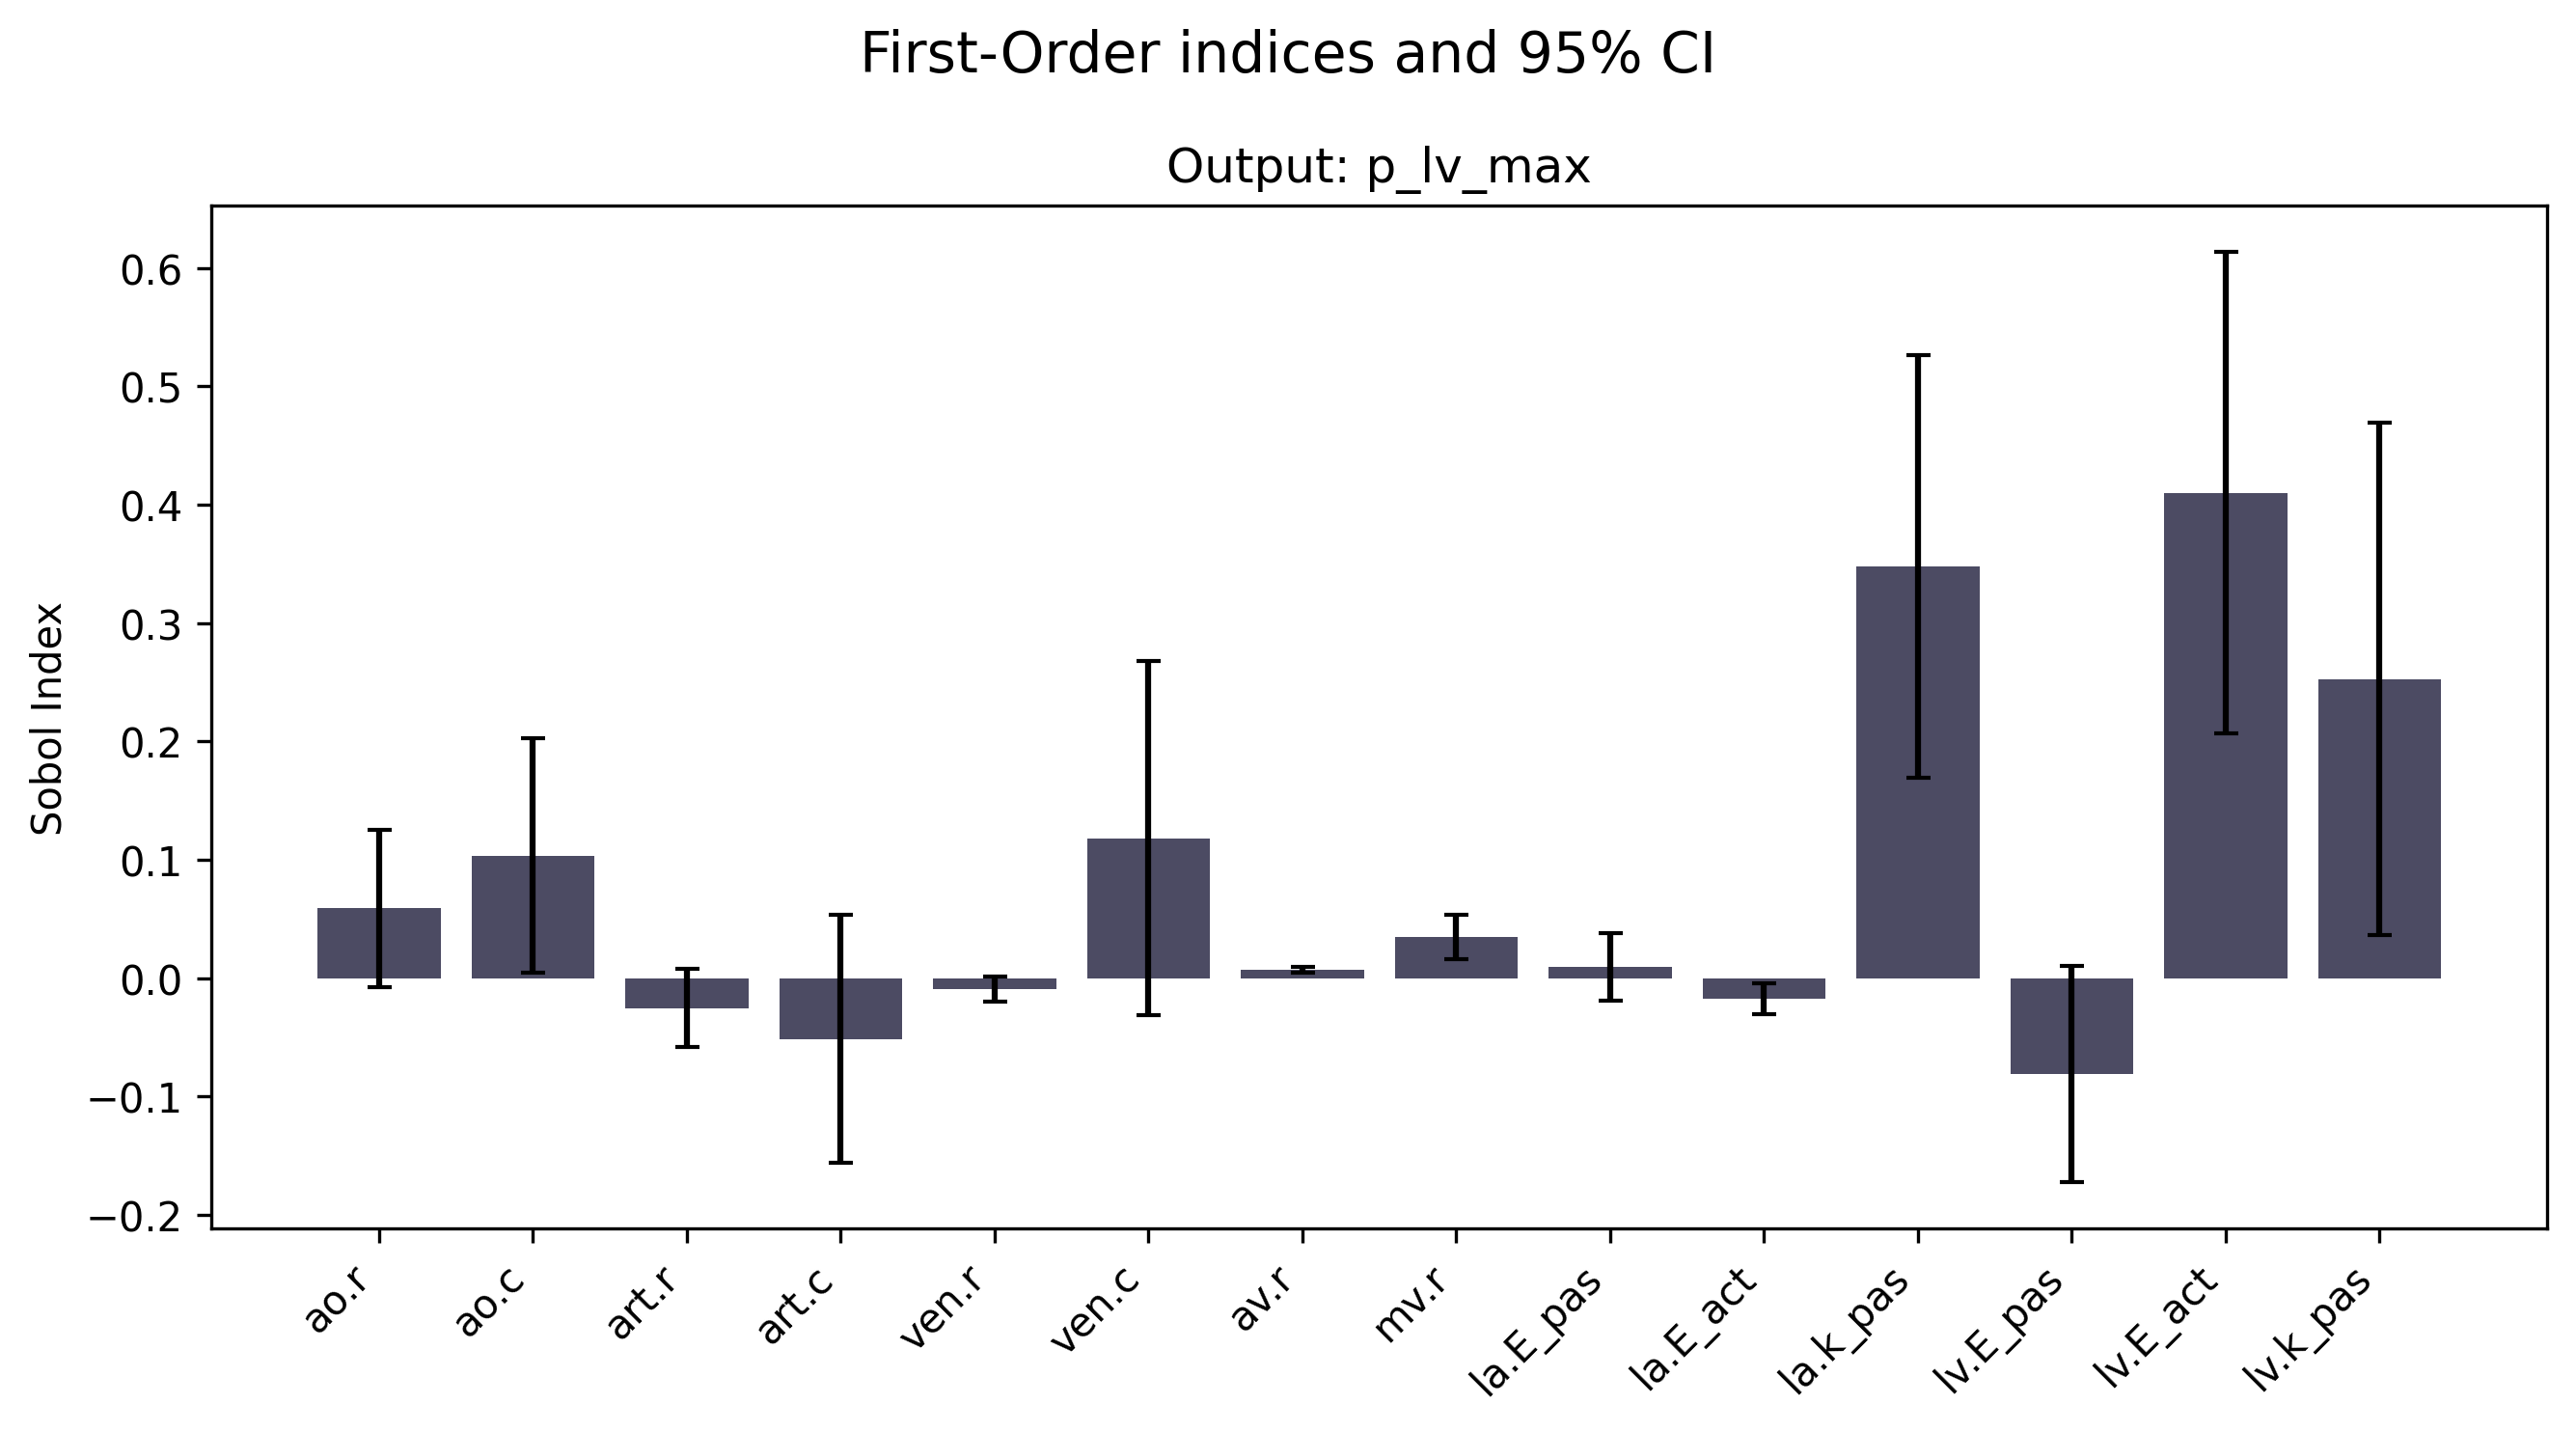 First-Order indices and 95% CI
Output: p_lv_max
Sobol Index
0.6
0.5
0.4
0.3
0.2
0.1
0.0
−0.1
−0.2
ao.r
ao.c
art.r
art.c
ven.r
ven.c
av.r
mv.r
la.E_pas
la.E_act
la.k_pas
lv.E_pas
lv.E_act
lv.k_pas